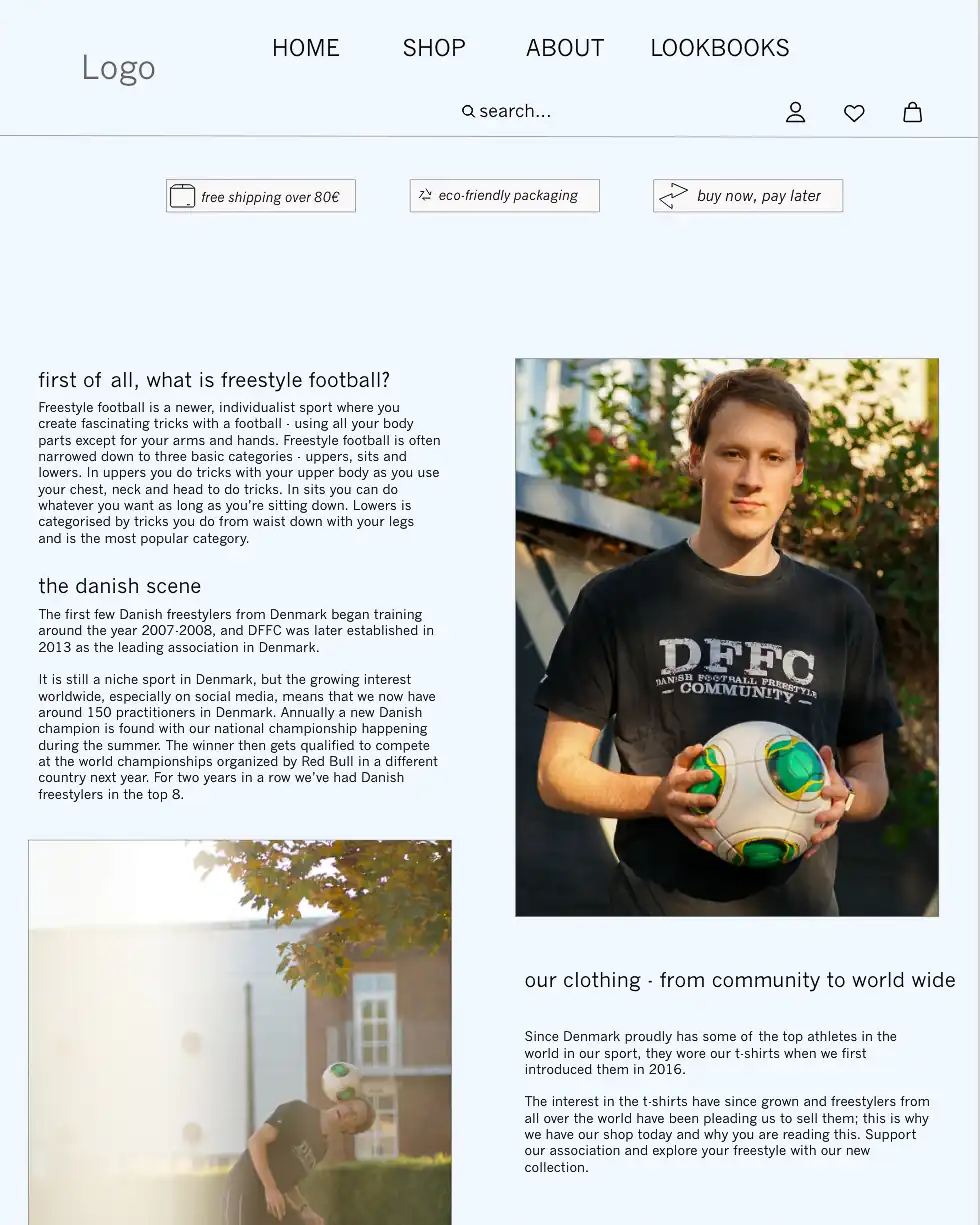 Logo
HOME SHOP ABOUT LOOKBOOKS
search...
free shipping over 80€
eco-friendly packaging
buy now, pay later
first of all, what is freestyle football?
Freestyle football is a newer, individualist sport where you
create fascinating tricks with a football - using all your body
parts except for your arms and hands. Freestyle football is often
narrowed down to three basic categories - uppers, sits and
lowers. In uppers you do tricks with your upper body as you use
your chest, neck and head to do tricks. In sits you can do
whatever you want as long as you're sitting down. Lowers is
categorised by tricks you do from waist down with your legs
and is the most popular category.
the danish scene
The first few Danish freestylers from Denmark began training
around the year 2007-2008, and DFFC was later established in
2013 as the leading association in Denmark.
It is still a niche sport in Denmark, but the growing interest
worldwide, especially on social media, means that we now have
around 150 practitioners in Denmark. Annually a new Danish
champion is found with our national championship happening
during the summer. The winner then gets qualified to compete
at the world championships organized by Red Bull in a different
country next year. For two years in a row we've had Danish
freestylers in the top 8.
DFFC
DANISH FOOTBALL FREESTYLE
COMMUNITY
DFFC
our clothing - from community to world wide
Since Denmark proudly has some of the top athletes in the
world in our sport, they wore our t-shirts when we first
introduced them in 2016.
The interest in the t-shirts have since grown and freestylers from
all over the world have been pleading us to sell them; this is why
we have our shop today and why you are reading this. Support
our association and explore your freestyle with our new
collection.